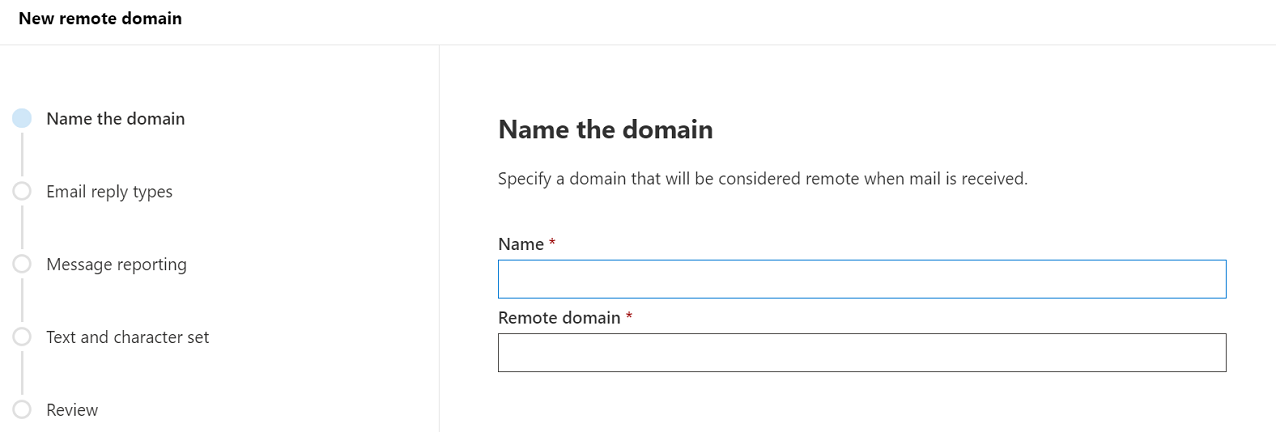 New remote domain
Name the domain
Email reply types
Message reporting
Text and character set
Review
Name the domain
Specify a domain that will be considered remote when mail is received.
Name *
Remote domain *